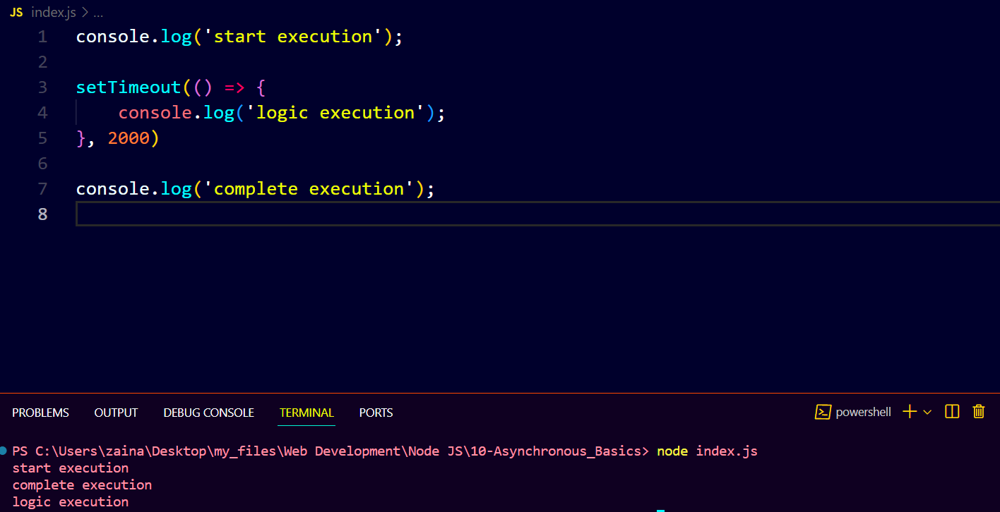 JS index.js > ...
1 console.log('start execution');
2
3 setTimeout(() => {
4     console.log('logic execution');
5 }, 2000)
6
7 console.log('complete execution');
8
PROBLEMS OUTPUT DEBUG CONSOLE TERMINAL PORTS powershell
PS C:\Users\zaina\Desktop\my_files\Web Development\Node JS\10-Asynchronous_Basics> node index.js
start execution
complete execution
logic execution